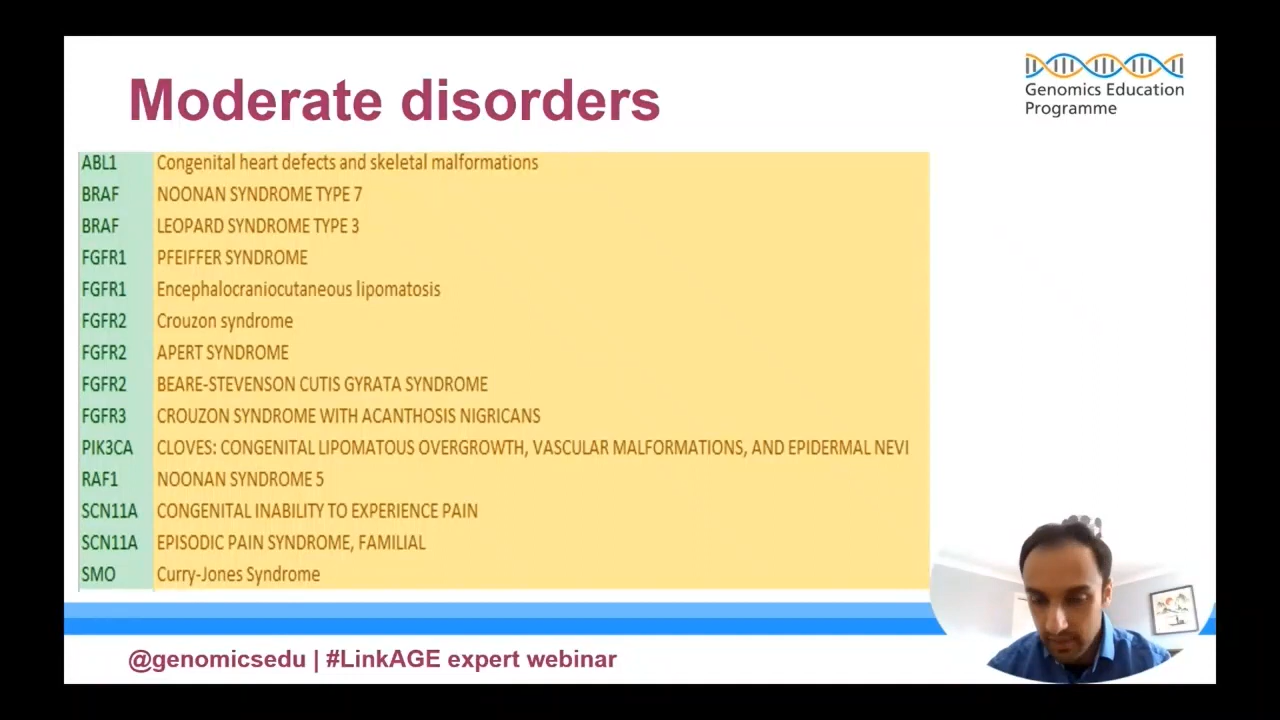 Moderate disorders
Genomics Education
Programme
ABL1 Congenital heart defects and skeletal malformations
BRAF NOONAN SYNDROME TYPE 7
BRAF LEOPARD SYNDROME TYPE 3
FGFR1 PFEIFFER SYNDROME
FGFR1 Encephalocraniocutaneous lipomatosis
FGFR2 Crouzon syndrome
FGFR2 APERT SYNDROME
FGFR2 BEARE-STEVENSON CUTIS GYRATA SYNDROME
FGFR3 CROUZON SYNDROME WITH ACANTHOSIS NIGRICANS
PIK3CA CLOVES: CONGENITAL LIPOMATOUS OVERGROWTH, VASCULAR MALFORMATIONS, AND EPIDERMAL NEVI
RAF1 NOONAN SYNDROME 5
SCN11A CONGENITAL INABILITY TO EXPERIENCE PAIN
SCN11A EPISODIC PAIN SYNDROME, FAMILIAL
SMO Curry-Jones Syndrome
@genomicsedu | #LinkAGE expert webinar